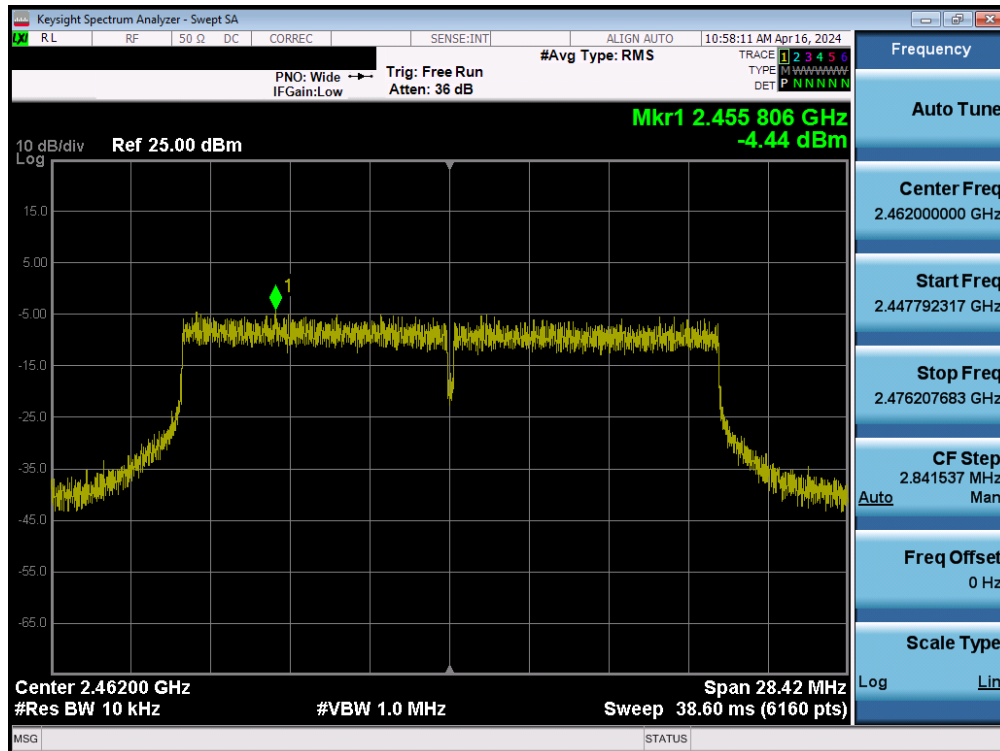 Keysight Spectrum Analyzer - Swept SA
LXI RL RF 50 Ω DC CORREC SENSE:INT ALIGN AUTO 10:58:11 AM Apr 16, 2024
Frequency
#Avg Type: RMS
TRACE 1 2 3 4 5 6
PNO: Wide
Trig: Free Run
TYPE M WWWWW
IFGain:Low
Atten: 36 dB
DET P N N N N N
Auto Tune
Mkr1 2.455 806 GHz
-4.44 dBm
10 dB/div
Log
Ref 25.00 dBm
15.0
5.00
-5.00
-15.0
-25.0
-35.0
-45.0
-55.0
-65.0
1
Center 2.46200 GHz
Span 28.42 MHz
#Res BW 10 kHz
#VBW 1.0 MHz
Sweep 38.60 ms (6160 pts)
Center Freq
2.462000000 GHz
Start Freq
2.447792317 GHz
Stop Freq
2.476207683 GHz
CF Step
2.841537 MHz
Auto Man
Freq Offset
0 Hz
Scale Type
Log Lin
MSG STATUS